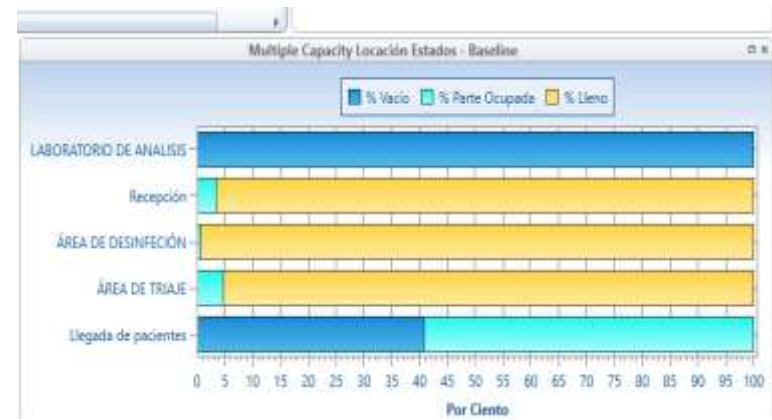 Multiple Capacity Locación Estados - Baseline
% Vacio % Parte Ocupada % Lleno
LABORATORIO DE ANALISIS
Recepción
ÁREA DE DESINFECIÓN
ÁREA DE TRIAJE
Llegada de pacientes
0 5 10 15 20 25 30 35 40 45 50 55 60 65 70 75 80 85 90 95 100
Por Ciento